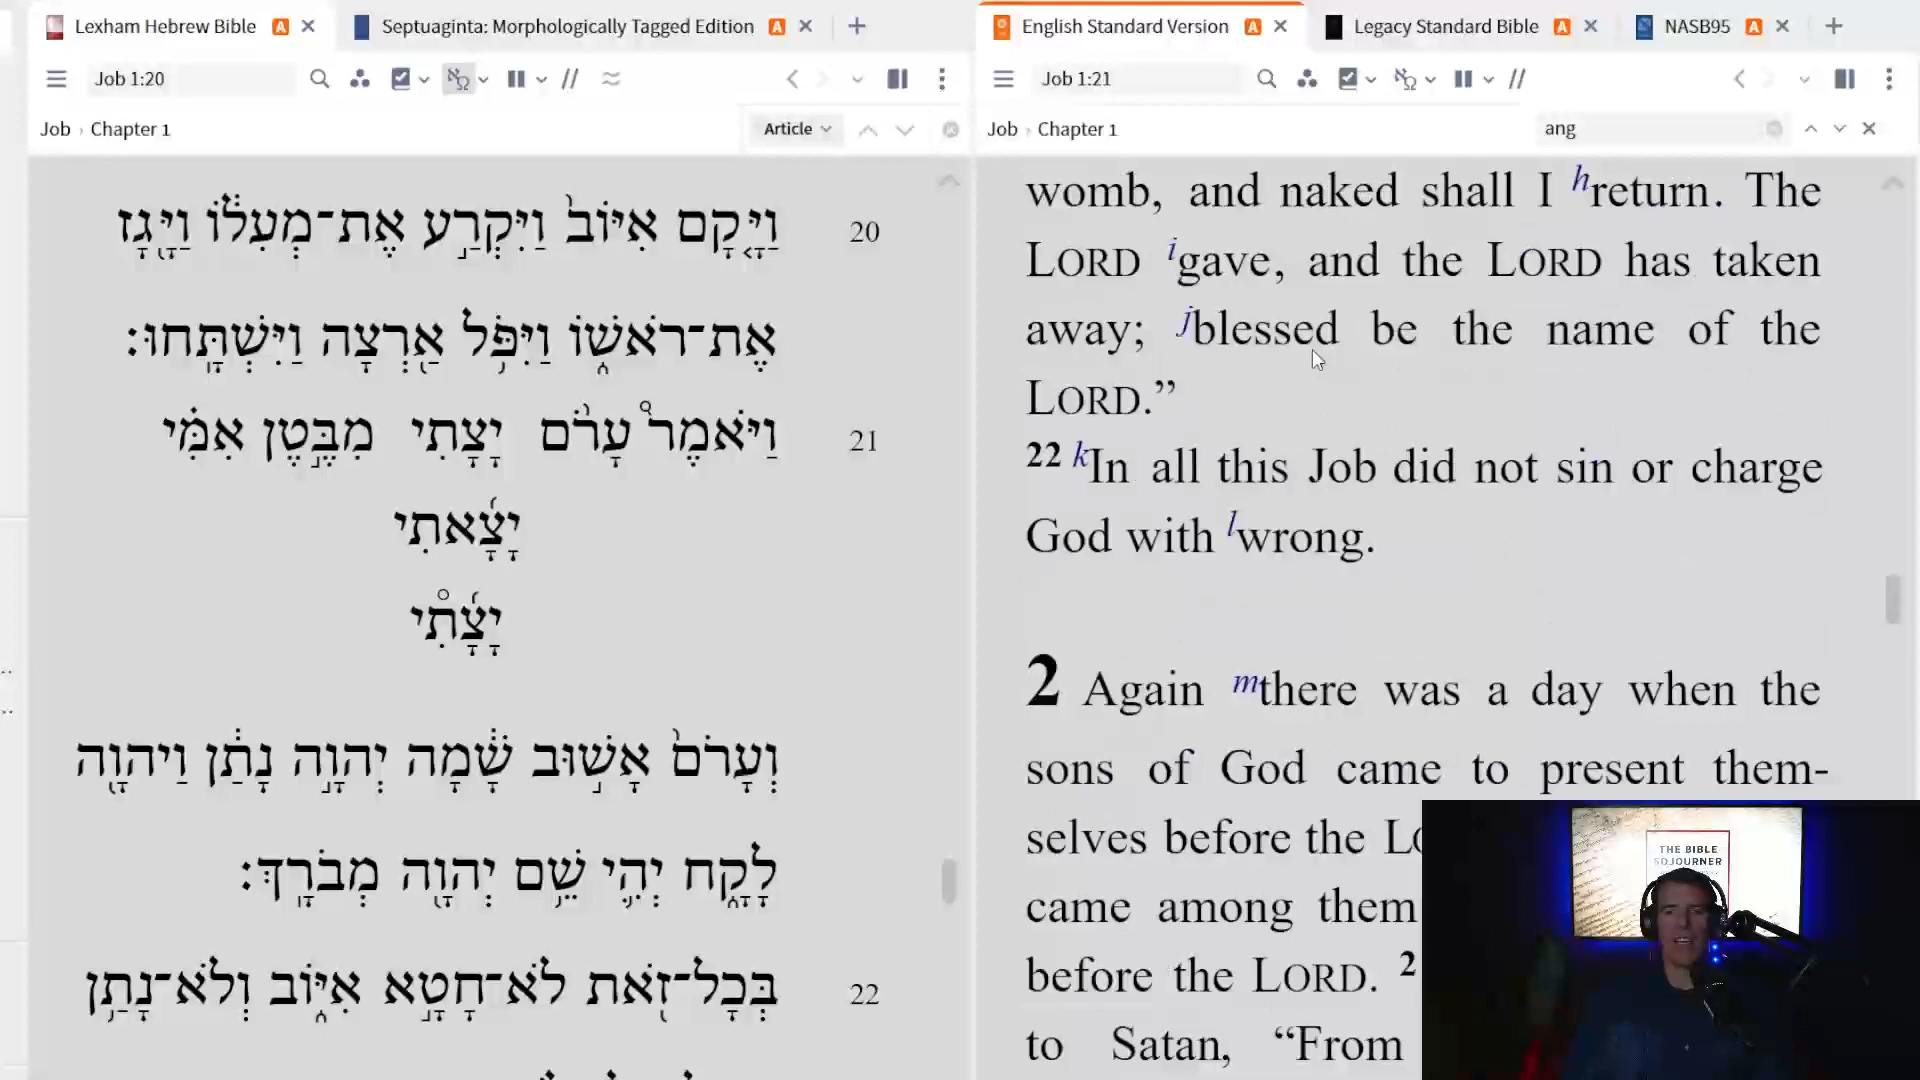 Lexham Hebrew Bible A
Septuaginta: Morphologically Tagged Edition A
Job 1:20
Job › Chapter 1
Article
וַיָּ֤קָם אִיּוֹב֙ וַיִּקְרַ֣ע אֶת־מְעִל֔וֹ וַיָּ֖גָז 20
אֶת־רֹאשׁ֑וֹ וַיִּפֹּ֥ל אַ֖רְצָה וַיִּשְׁתָּֽחוּ׃
וַיֹּאמֶר֩ עָרֹ֨ם יָצָתִי מִבֶּ֣טֶן אִמִּ֗י 21
יָצָ֜אתִי
יָצָ֜תִי
וְעָרֹם֙ אָשׁ֣וּב שָׁ֔מָה יְהוָ֣ה נָתַ֔ן וַיהוָ֖ה
לָקָ֑ח יְהִ֛י שֵׁ֥ם יְהוָ֖ה מְבֹרָֽךְ׃
בְּכָל־זֹ֖את לֹא־חָטָ֣א אִיּ֑וֹב וְלֹא־נָתַ֥ן 22
English Standard Version A
Legacy Standard Bible A
NASB95 A
Job 1:21
Job › Chapter 1
ang
womb, and naked shall I hreturn. The
LORD igave, and the LORD has taken
away; jblessed be the name of the
LORD.”
22 kIn all this Job did not sin or charge
God with lwrong.
2 Again mthere was a day when the
sons of God came to present them-
selves before the
came among them
before the LORD. 2
to Satan, “From
THE BIBLE
SOJOURNER